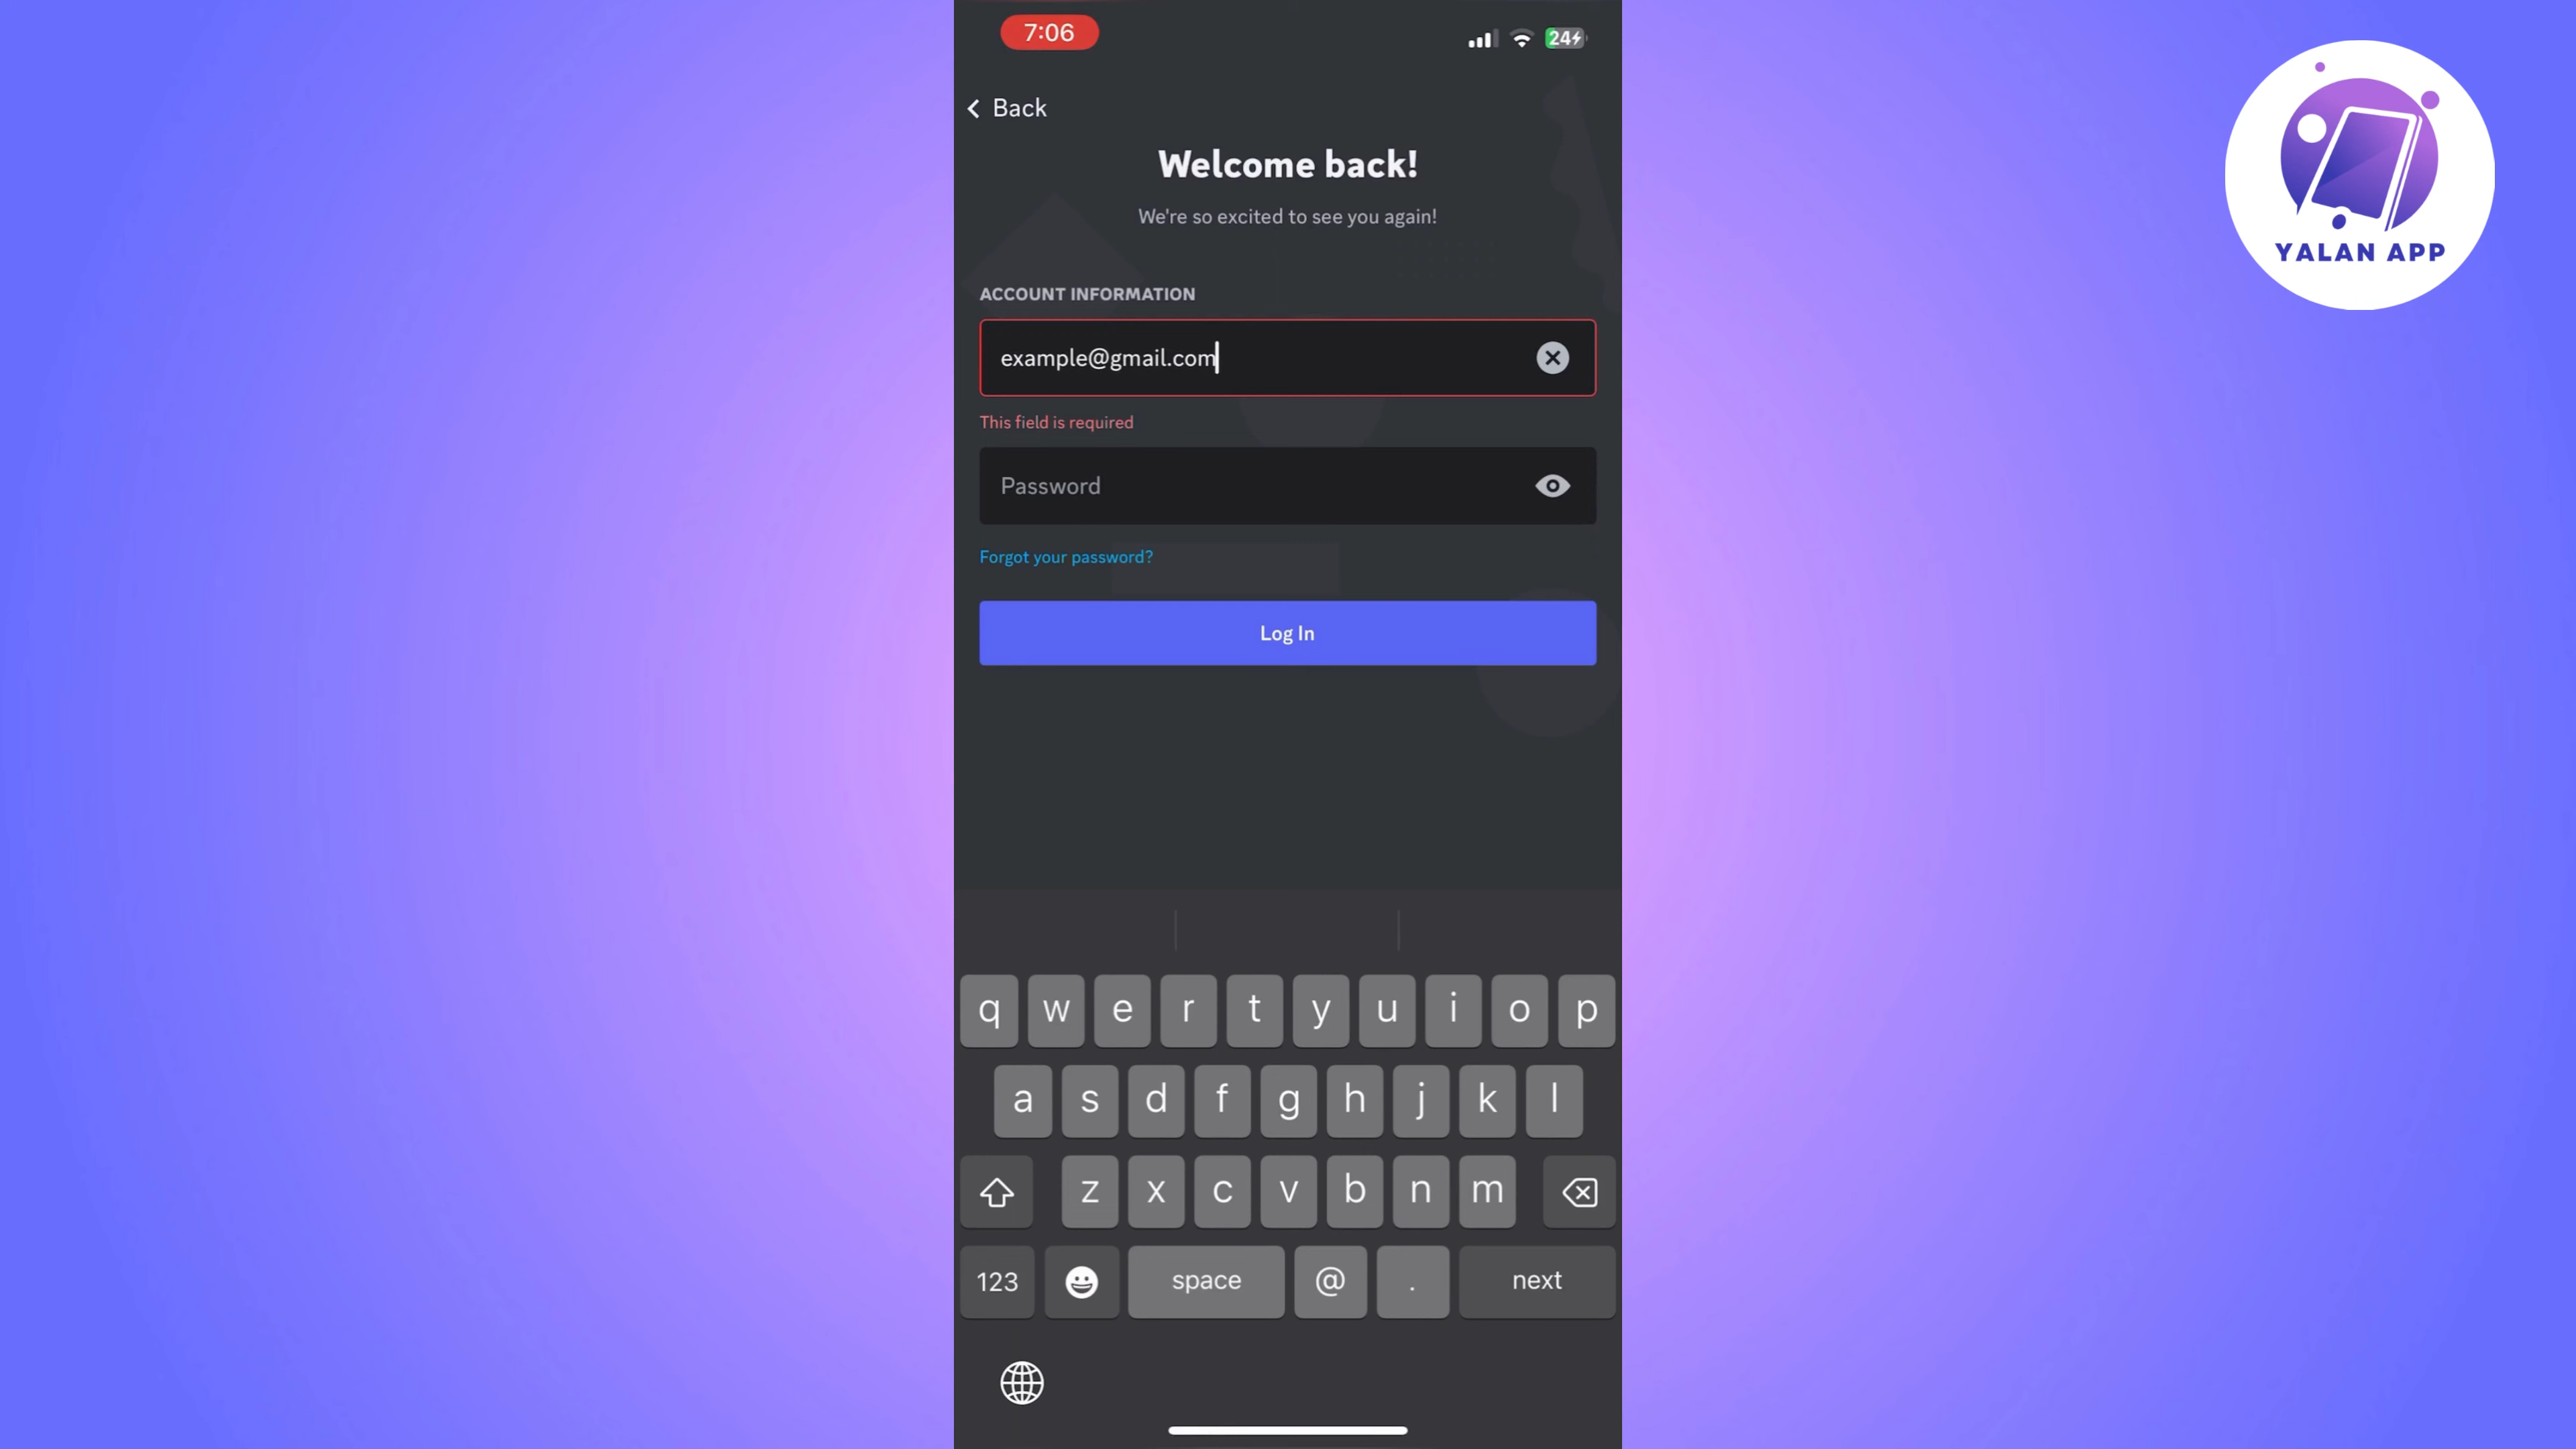 7:06
24
YALAN APP
Back
Welcome back!
We're so excited to see you again!
ACCOUNT INFORMATION
example@gmail.com
This field is required
Password
Forgot your password?
Log In
q w e r t y u i o p
a s d f g h j k l
z x c v b n m
123 space @ . next